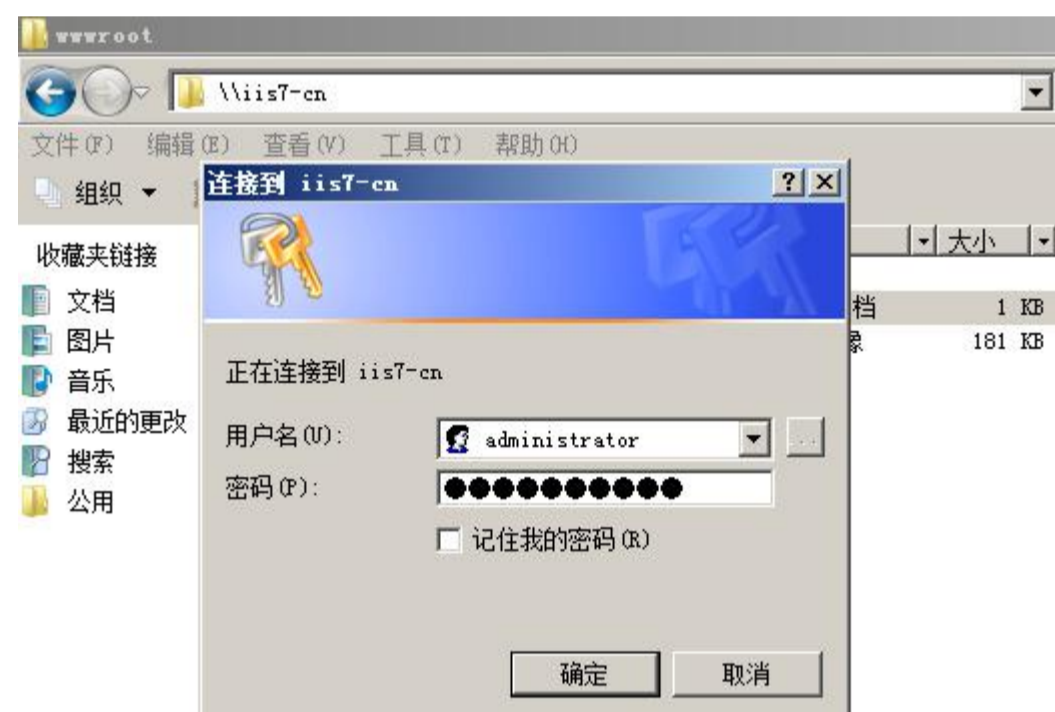 wwwroot
\\iis7-cn
文件(F) 编辑(E) 查看(V) 工具(T) 帮助(H)
组织
连接到 iis7-cn
收藏夹链接
大小
文档
档 1 KB
图片
181 KB
音乐
正在连接到 iis7-cn
最近的更改
用户名(U): administrator
搜索
密码(P): ●●●●●●●●●●
公用
记住我的密码(R)
确定 取消